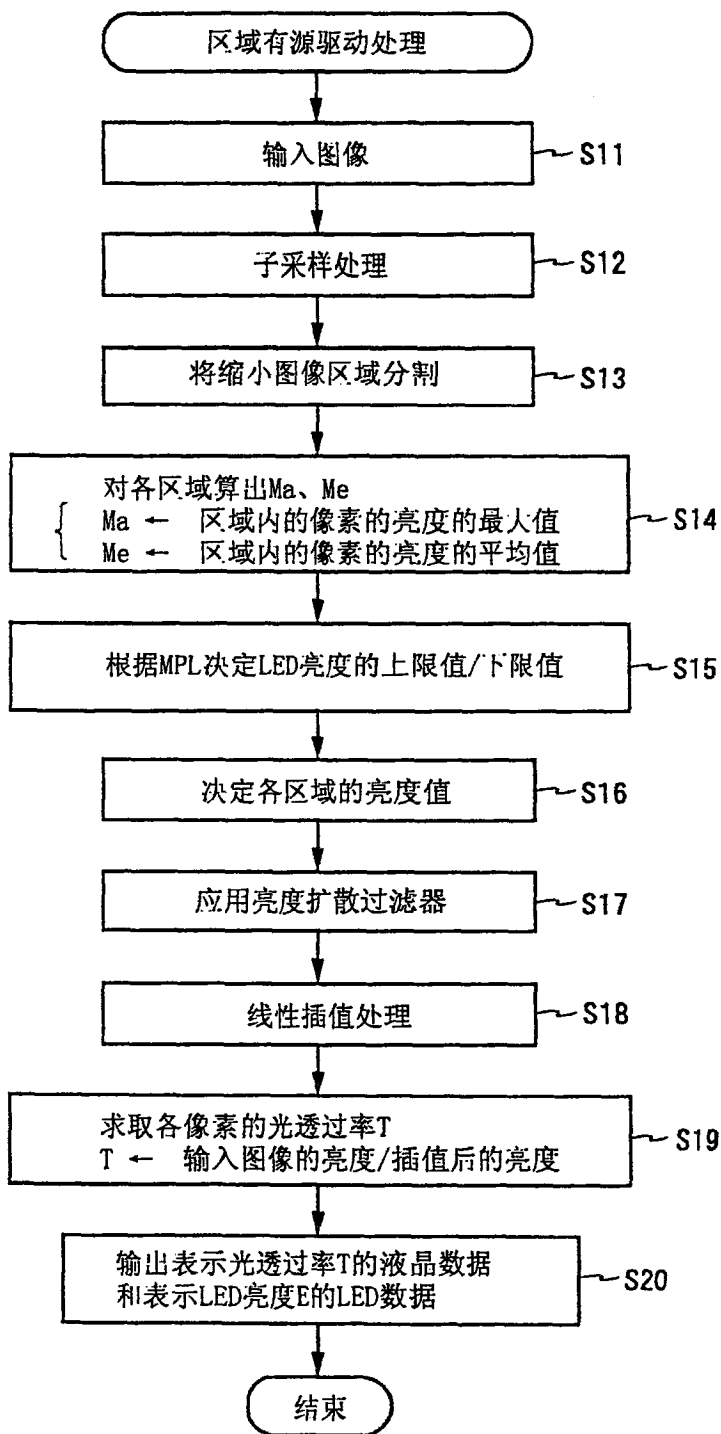 区域有源驱动处理
输入图像
S11
子采样处理
S12
将缩小图像区域分割
S13
对各区域算出Ma、Me
Ma ← 区域内的像素的亮度的最大值
Me ← 区域内的像素的亮度的平均值
S14
根据MPL决定LED亮度的上限值/下限值
S15
决定各区域的亮度值
S16
应用亮度扩散过滤器
S17
线性插值处理
S18
求取各像素的光透过率T
T ← 输入图像的亮度/插值后的亮度
S19
输出表示光透过率T的液晶数据
和表示LED亮度E的LED数据
S20
结束